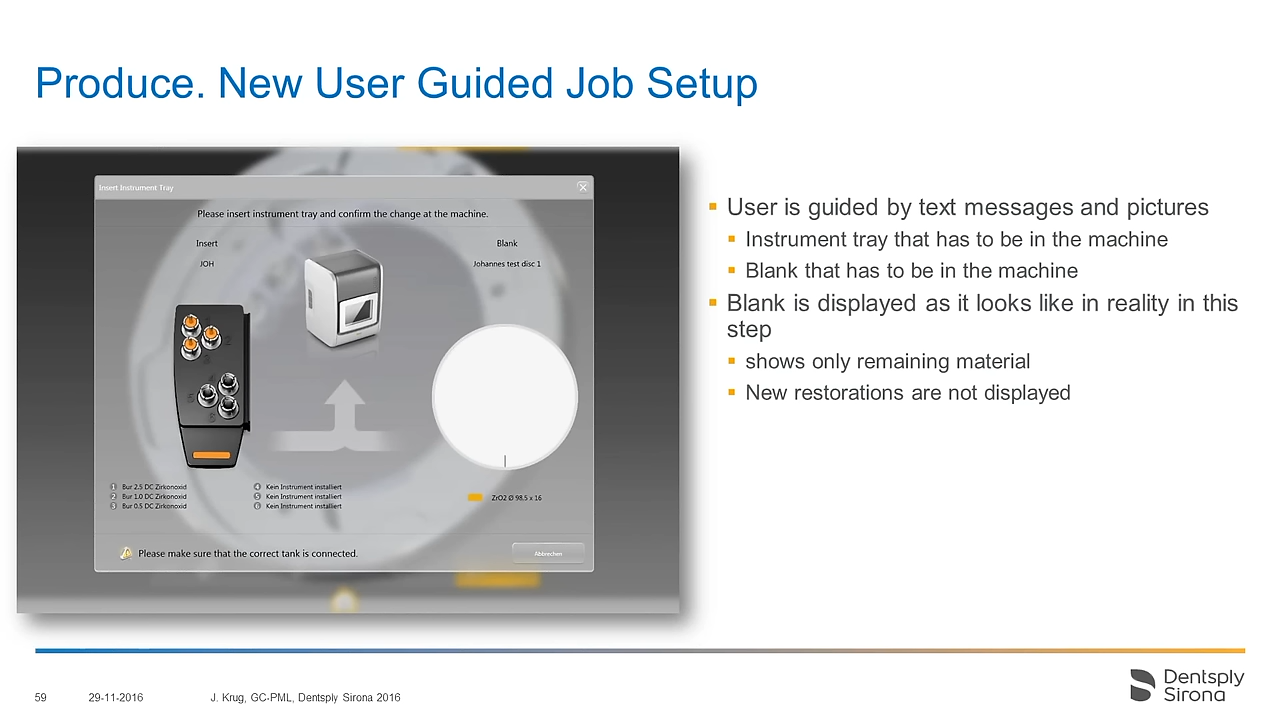 Produce. New User Guided Job Setup
Insert Instrument Tray
Please insert instrument tray and confirm the change at the machine.
Insert
Blank
JOH
Johannes test disc 1
1 Bur 2.5 DC Zirkonoxid
2 Bur 1.0 DC Zirkonoxid
3 Bur 0.5 DC Zirkonoxid
4 Kein Instrument installiert
5 Kein Instrument installiert
6 Kein Instrument installiert
ZrO2 Ø 98.5 x 16
Please make sure that the correct tank is connected.
Abbrechen
User is guided by text messages and pictures
Instrument tray that has to be in the machine
Blank that has to be in the machine
Blank is displayed as it looks like in reality in this
step
shows only remaining material
New restorations are not displayed
59
29-11-2016
J. Krug, GC-PML, Dentsply Sirona 2016
Dentsply
Sirona